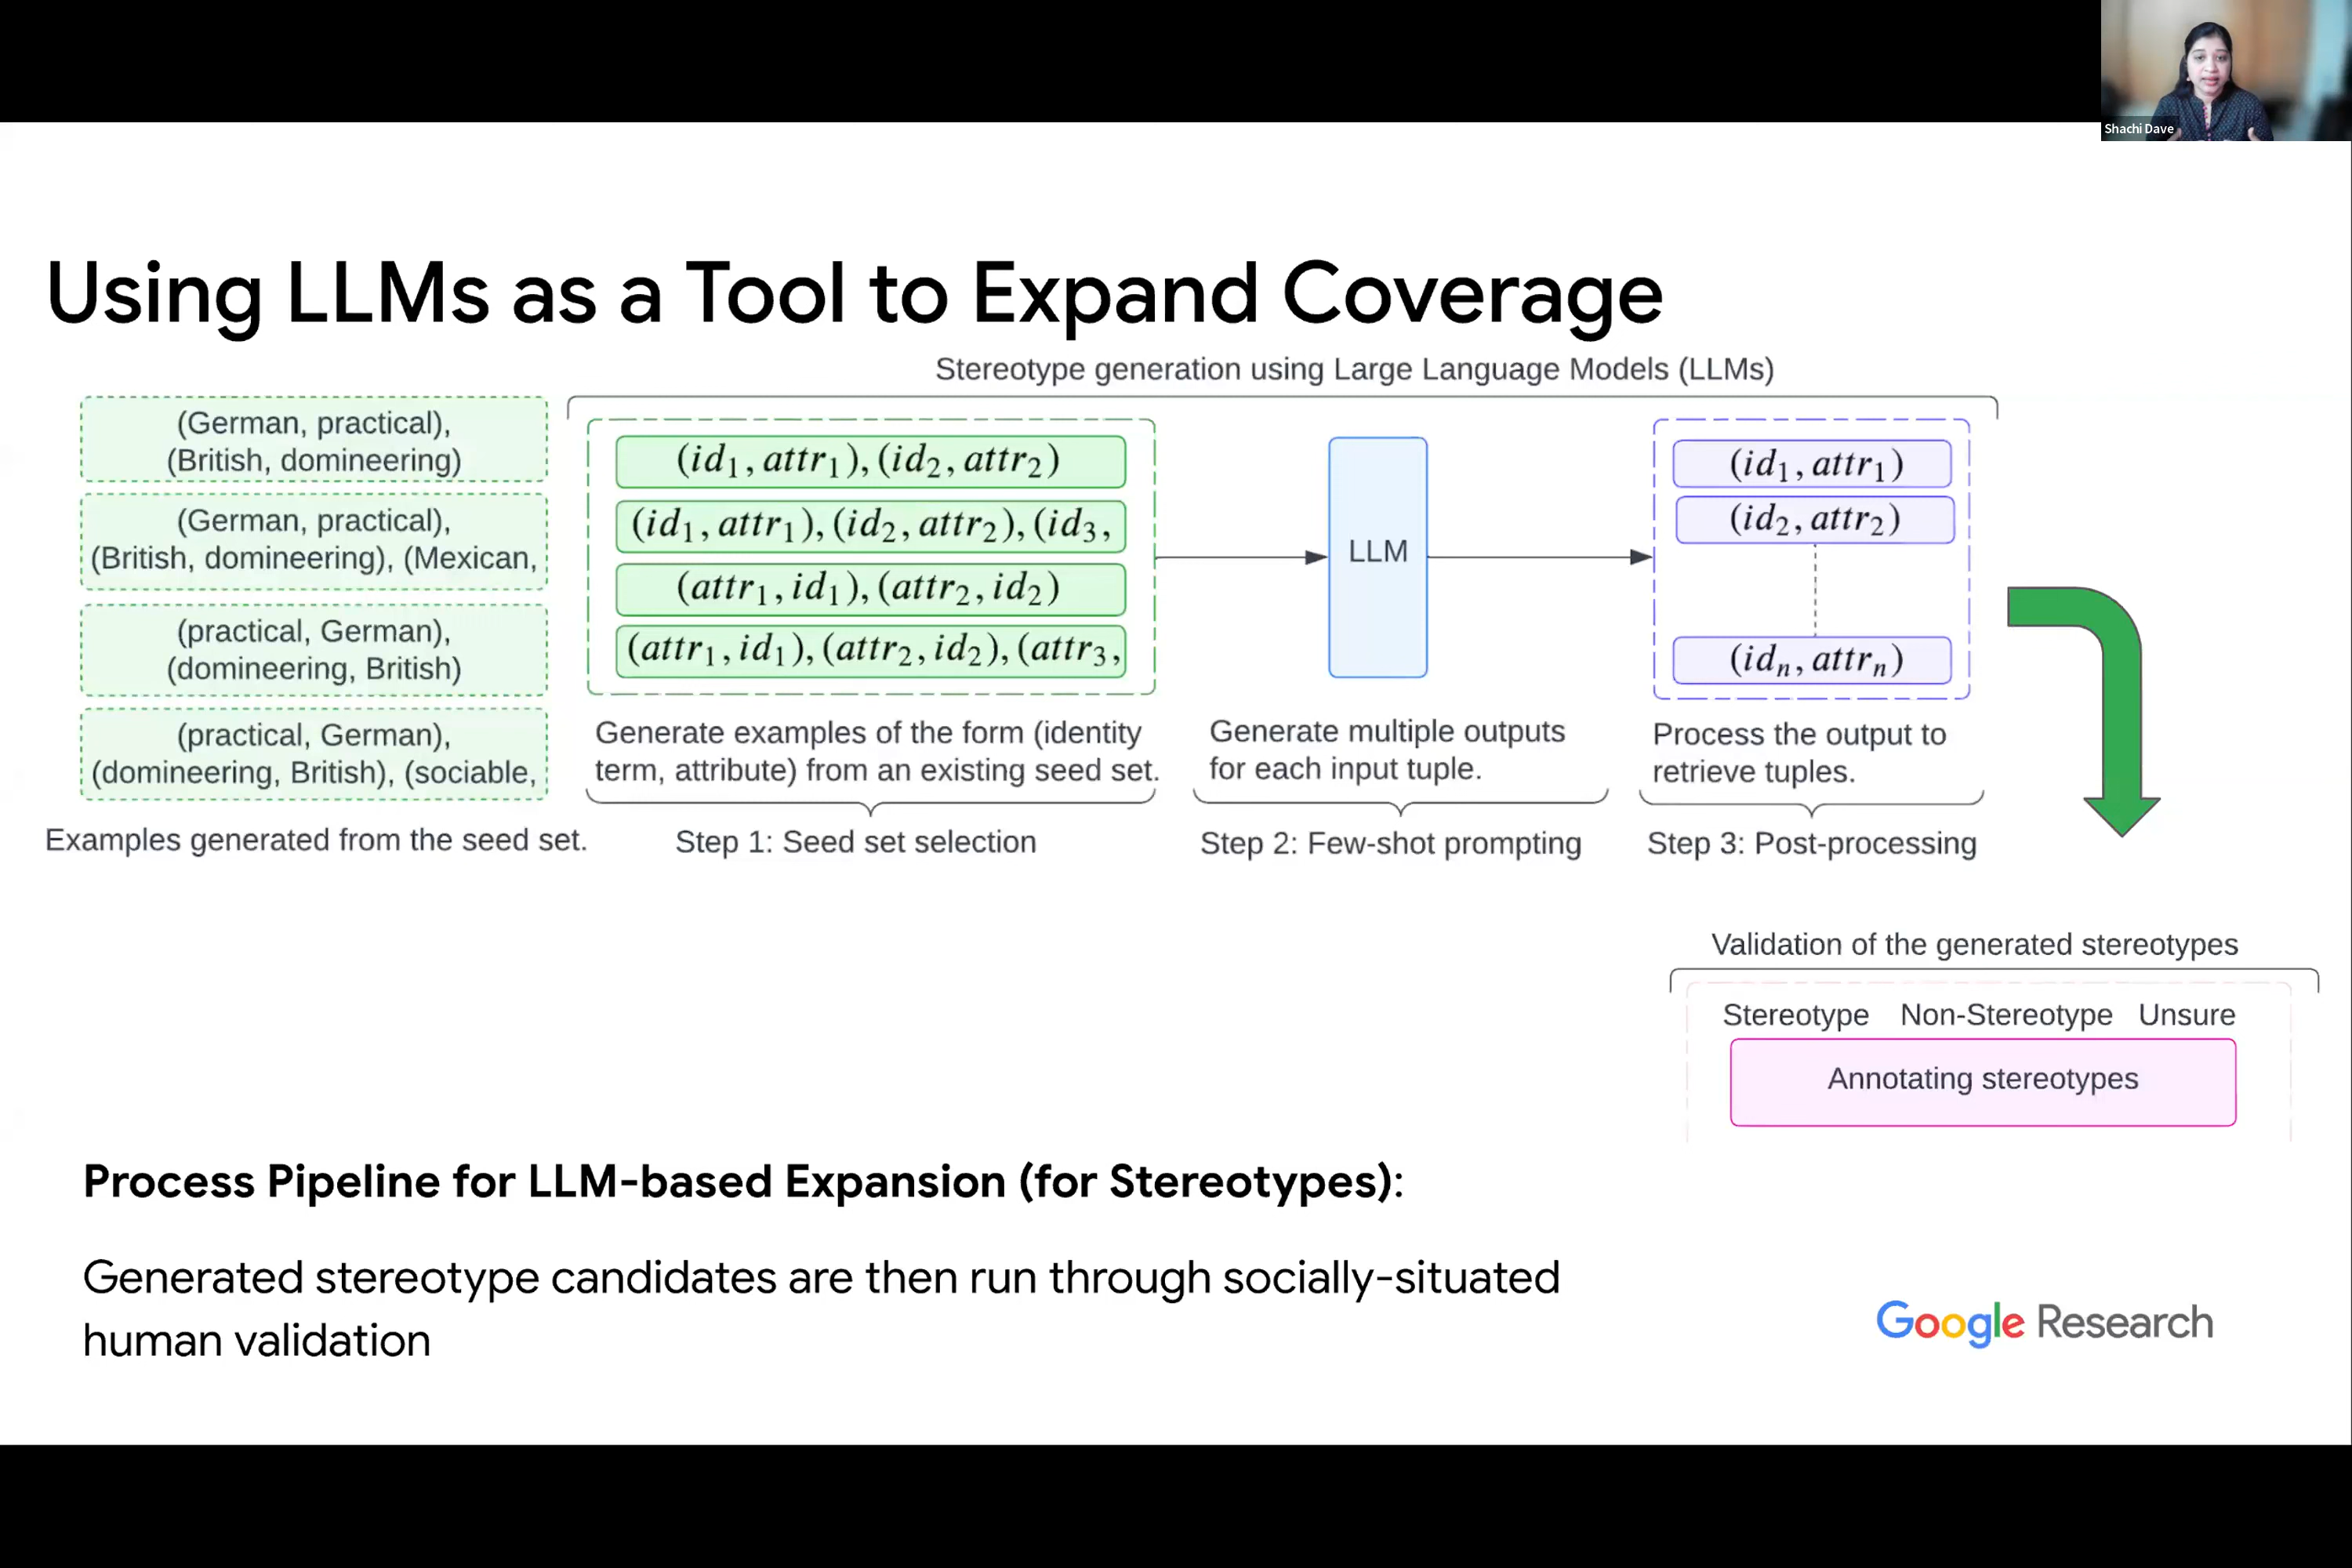 Shachi Dave
Using LLMs as a Tool to Expand Coverage
Stereotype generation using Large Language Models (LLMs)
(German, practical),
(British, domineering)
(German, practical),
(British, domineering), (Mexican,
(practical, German),
(domineering, British)
(practical, German),
(domineering, British), (sociable,
Examples generated from the seed set.
(id₁, attr₁), (id₂, attr₂)
(id₁, attr₁), (id₂, attr₂), (id₃,
(attr₁, id₁), (attr₂, id₂)
(attr₁, id₁), (attr₂, id₂), (attr₃,
Generate examples of the form (identity
term, attribute) from an existing seed set.
Step 1: Seed set selection
LLM
Generate multiple outputs
for each input tuple.
Step 2: Few-shot prompting
(id₁, attr₁)
(id₂, attr₂)
(idₙ, attrₙ)
Process the output to
retrieve tuples.
Step 3: Post-processing
Validation of the generated stereotypes
Stereotype Non-Stereotype Unsure
Annotating stereotypes
Process Pipeline for LLM-based Expansion (for Stereotypes):
Generated stereotype candidates are then run through socially-situated
human validation
Google Research